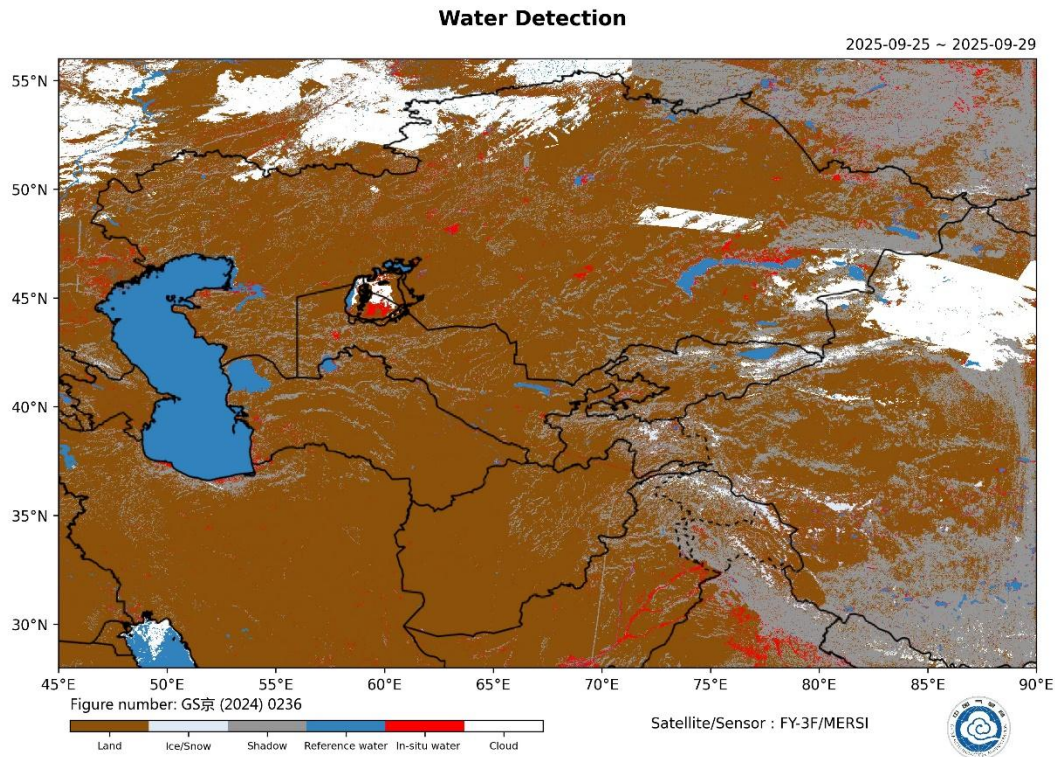 Water Detection
2025-09-25 ~ 2025-09-29
55°N
50°N
45°N
40°N
35°N
30°N
45°E 50°E 55°E 60°E 65°E 70°E 75°E 80°E 85°E 90°E
Figure number: GS京 (2024) 0236
Land Ice/Snow Shadow Reference water In-situ water Cloud
Satellite/Sensor : FY-3F/MERSI